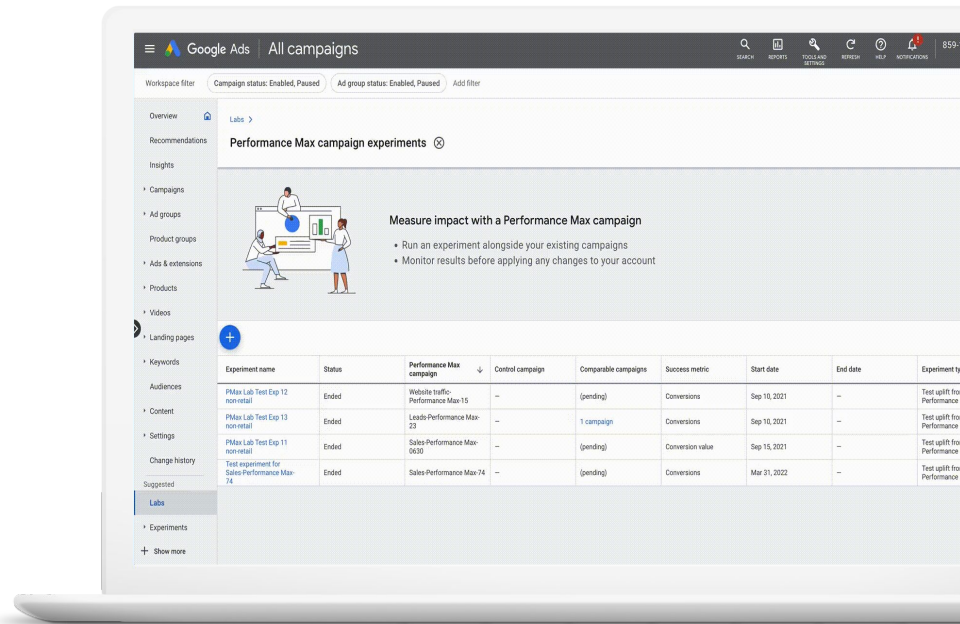 Google Ads All campaigns
SEARCH REPORTS TOOLS AND SETTINGS REFRESH HELP NOTIFICATIONS 859-
Workspace filter Campaign status: Enabled, Paused Ad group status: Enabled, Paused Add filter
Overview
Recommendations
Insights
Campaigns
Ad groups
Product groups
Ads & extensions
Products
Videos
Landing pages
Keywords
Audiences
Content
Settings
Change history
Suggested
Labs
Experiments
+ Show more
Labs >
Performance Max campaign experiments
Measure impact with a Performance Max campaign
• Run an experiment alongside your existing campaigns
• Monitor results before applying any changes to your account
Experiment name Status Performance Max campaign Control campaign Comparable campaigns Success metric Start date End date Experiment ty
PMax Lab Test Exp 12 non-retail Ended Website traffic-Performance Max-15 – (pending) Conversions Sep 10, 2021 – Test uplift fro Performance
PMax Lab Test Exp 13 non-retail Ended Leads-Performance Max-23 – 1 campaign Conversions Sep 10, 2021 – Test uplift fro Performance
PMax Lab Test Exp 11 non-retail Ended Sales-Performance Max-0630 – (pending) Conversion value Sep 15, 2021 – Test uplift fro Performance
Test experiment for Sales-Performance Max-74 Ended Sales-Performance Max-74 – (pending) Conversions Mar 31, 2022 – Test uplift fro Performance